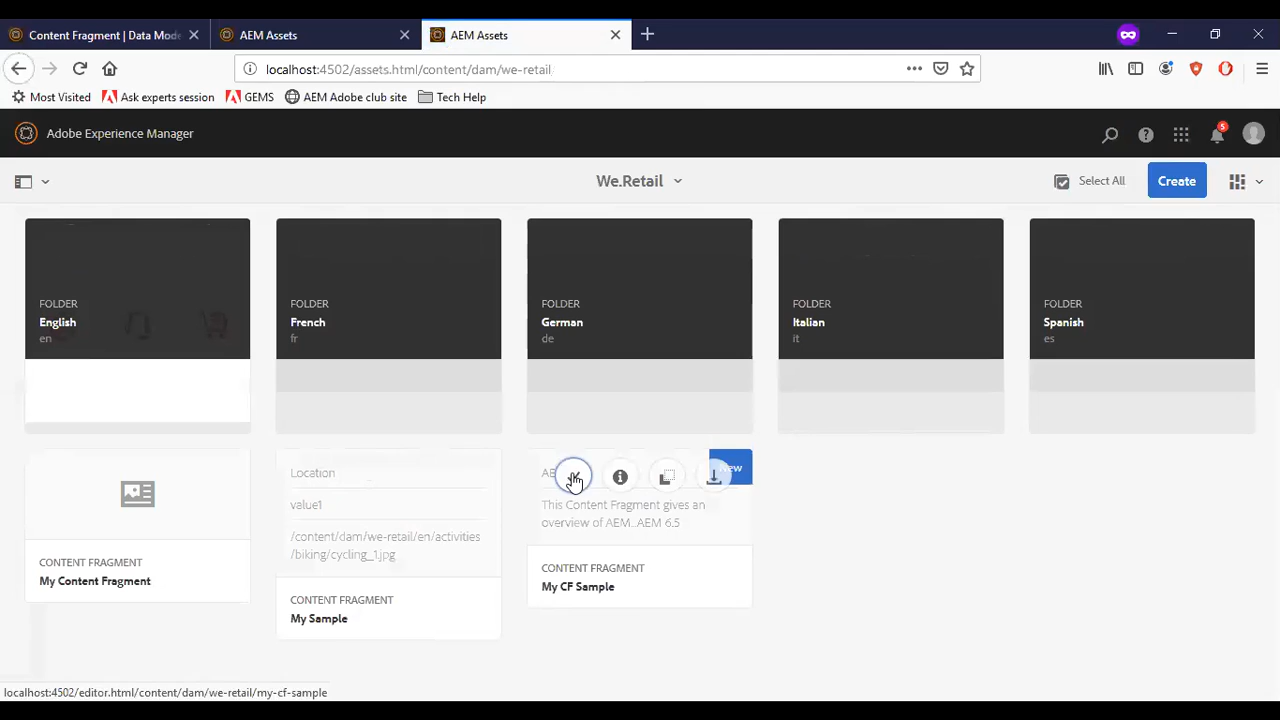 Content Fragment | Data Mode
AEM Assets
AEM Assets
localhost:4502/assets.html/content/dam/we-retail
Most Visited
Ask experts session
GEMS
AEM Adobe club site
Tech Help
Adobe Experience Manager
5
We.Retail
Select All
Create
FOLDER
English
en
FOLDER
French
fr
FOLDER
German
de
FOLDER
Italian
it
FOLDER
Spanish
es
CONTENT FRAGMENT
My Content Fragment
Location
value1
/content/dam/we-retail/en/activities
/biking/cycling_1.jpg
CONTENT FRAGMENT
My Sample
New
This Content Fragment gives an
overview of AEM..AEM 6.5
CONTENT FRAGMENT
My CF Sample
localhost:4502/editor.html/content/dam/we-retail/my-cf-sample